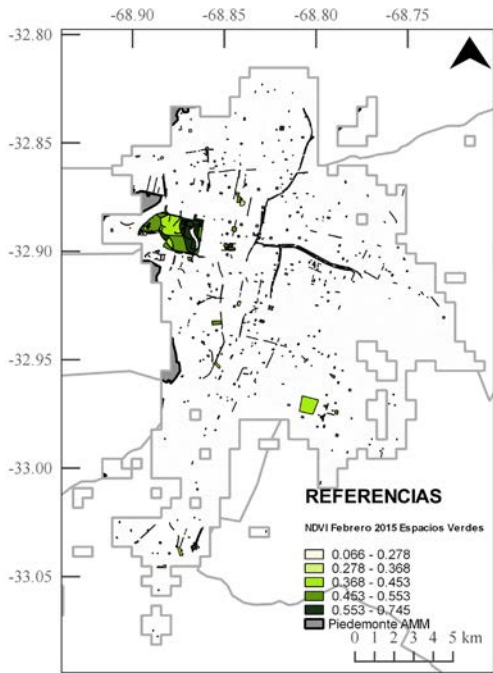 -68.90 -68.85 -68.80 -68.75
-32.80
-32.85
-32.90
-32.95
-33.00
-33.05
REFERENCIAS
NDVI Febrero 2015 Espacios Verdes
0.066 - 0.278
0.278 - 0.368
0.368 - 0.453
0.453 - 0.553
0.553 - 0.745
Piedemonte AMM
0 1 2 3 4 5 km